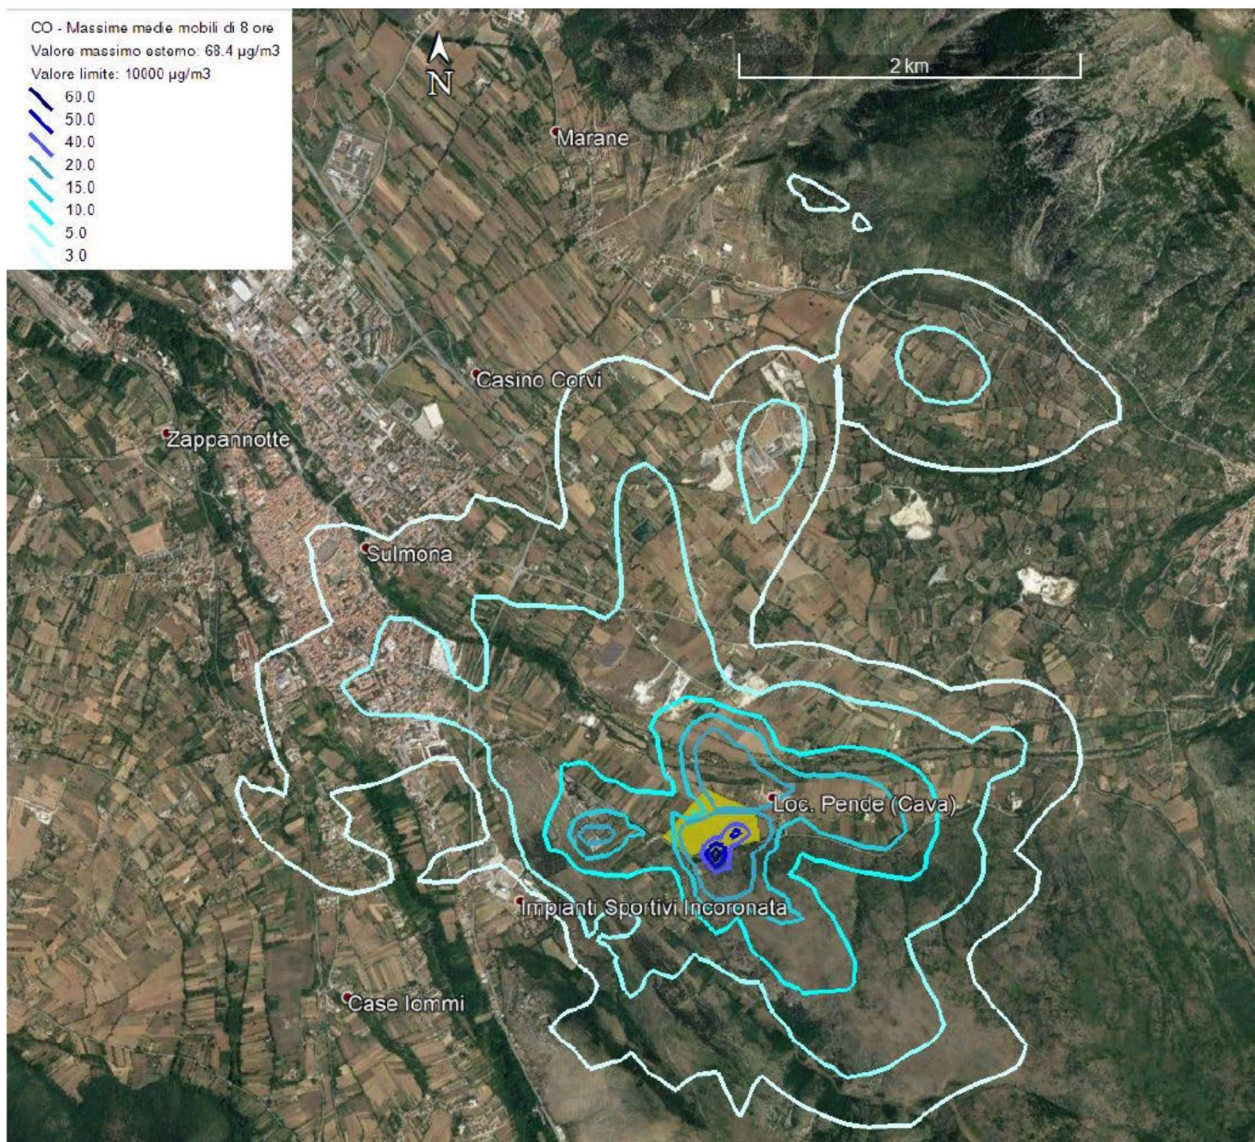 CO - Massime medie mobili di 8 ore
Valore massimo esterno: 68.4 µg/m3
Valore limite: 10000 µg/m3
60.0
50.0
40.0
20.0
15.0
10.0
5.0
3.0
N
2 km
Marane
Casino Corvi
Zappannotte
Sulmona
Loc. Pende (Cava)
Impianti Sportivi Incoronata
Case Iommi